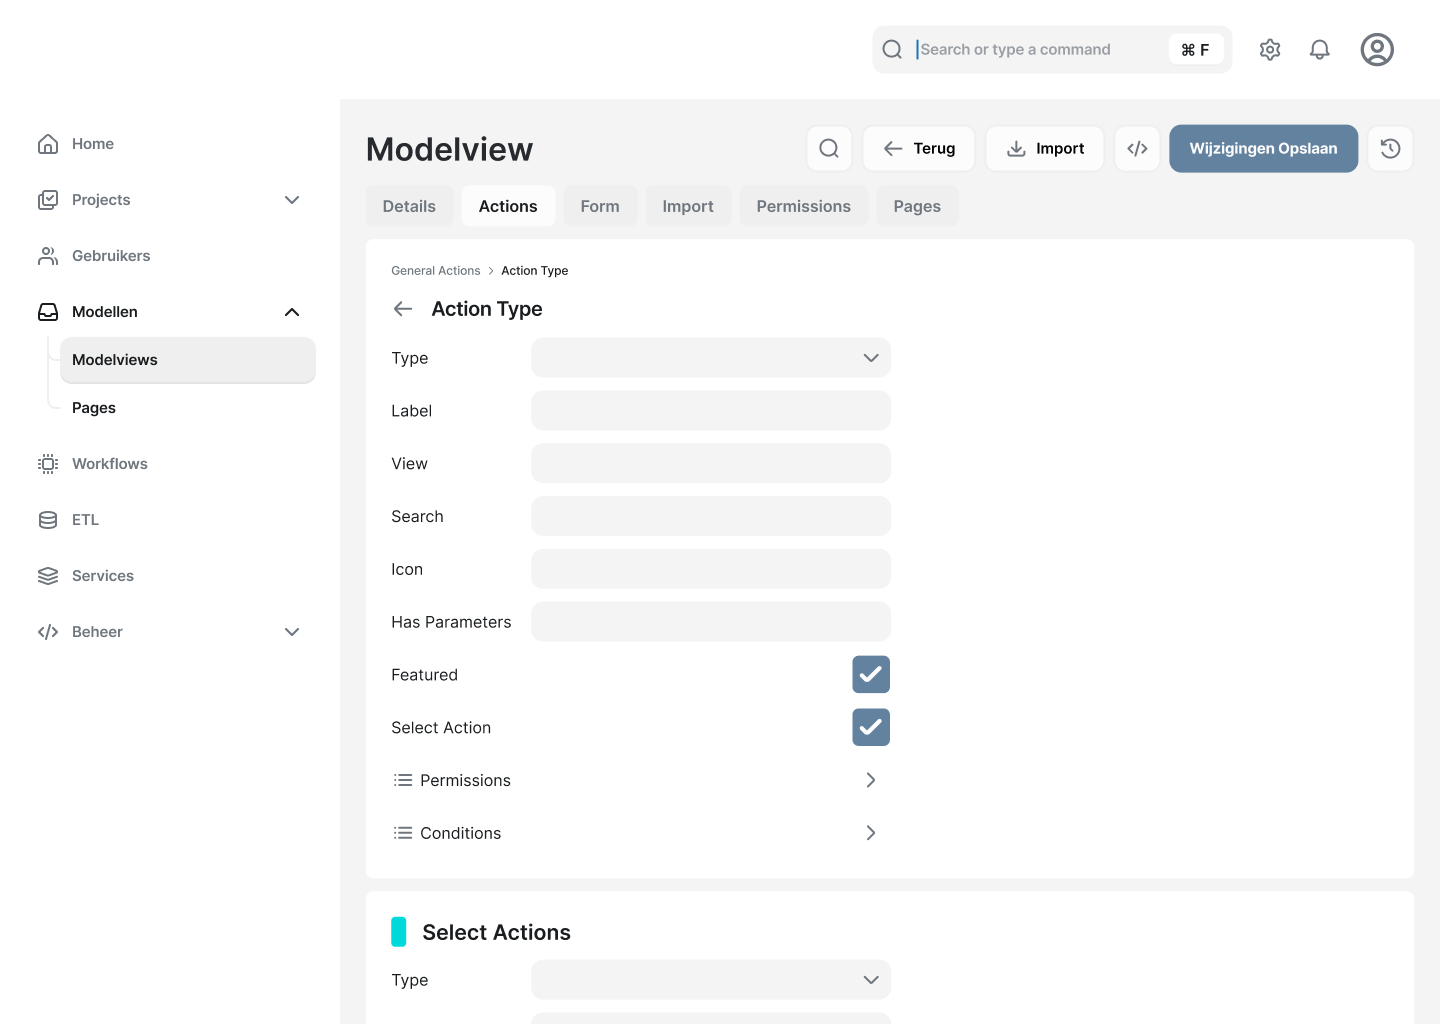 Search or type a command
⌘ F
Home
Projects
Gebruikers
Modellen
Modelviews
Pages
Workflows
ETL
Services
Beheer
Modelview
Terug
Import
Wijzigingen Opslaan
Details
Actions
Form
Import
Permissions
Pages
General Actions > Action Type
Action Type
Type
Label
View
Search
Icon
Has Parameters
Featured
Select Action
Permissions
Conditions
Select Actions
Type